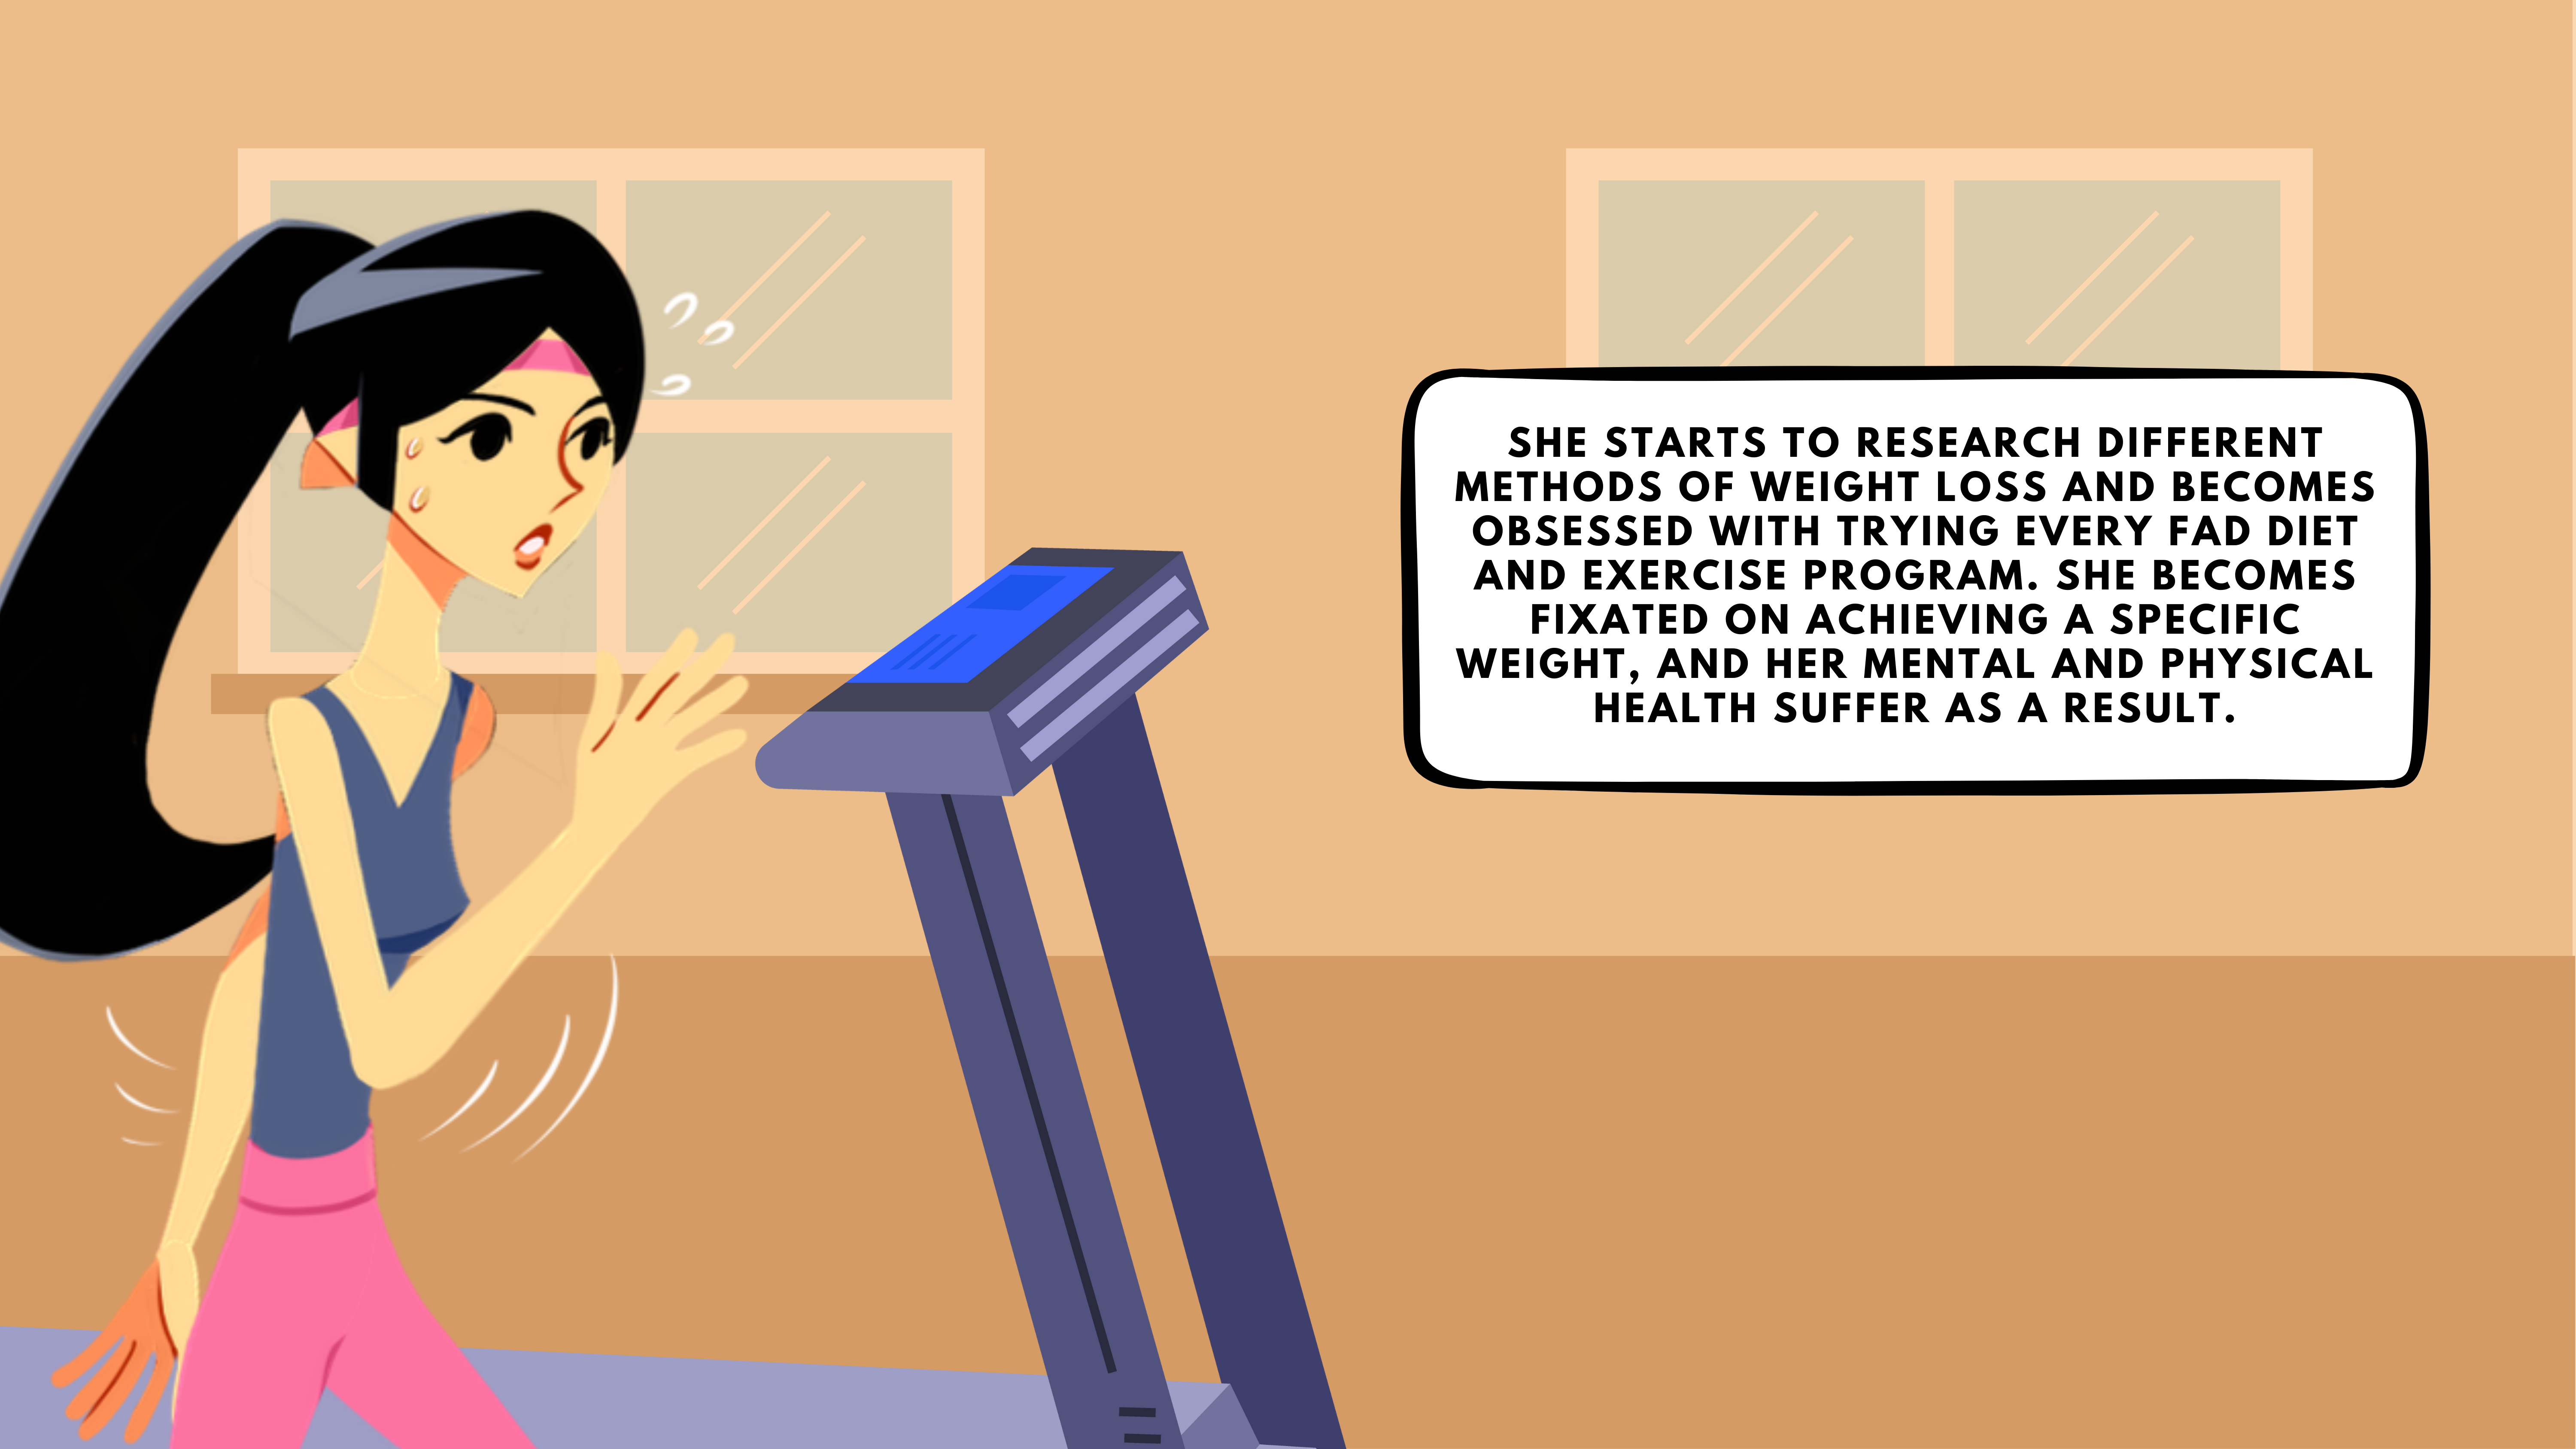 SHE STARTS TO RESEARCH DIFFERENT
METHODS OF WEIGHT LOSS AND BECOMES
OBSESSED WITH TRYING EVERY FAD DIET
AND EXERCISE PROGRAM. SHE BECOMES
FIXATED ON ACHIEVING A SPECIFIC
WEIGHT, AND HER MENTAL AND PHYSICAL
HEALTH SUFFER AS A RESULT.